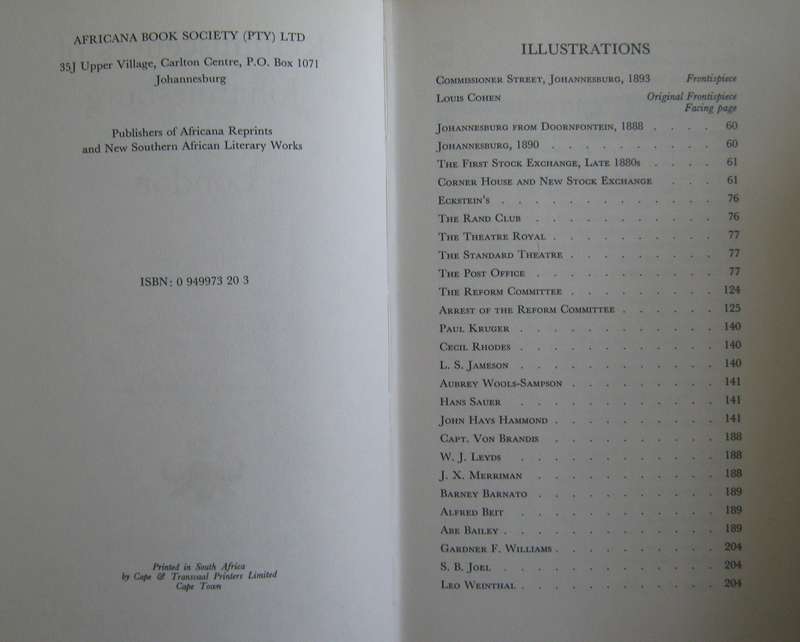 AFRICANA BOOK SOCIETY (PTY) LTD
35J Upper Village, Carlton Centre, P.O. Box 1071
Johannesburg
Publishers of Africana Reprints
and New Southern African Literary Works
ISBN: 0 949973 20 3
Printed in South Africa
by Cape & Transvaal Printers Limited
Cape Town
ILLUSTRATIONS
Commissioner Street, Johannesburg, 1893 Frontispiece
Louis Cohen Original Frontispiece
Facing page
Johannesburg from Doornfontein, 1888 . . . . 60
Johannesburg, 1890 . . . . . . . . . . 60
The First Stock Exchange, Late 1880s . . . . 61
Corner House and New Stock Exchange . . . 61
Eckstein's . . . . . . . . . . . . . 76
The Rand Club . . . . . . . . . . . 76
The Theatre Royal . . . . . . . . . . 77
The Standard Theatre . . . . . . . . . 77
The Post Office . . . . . . . . . . . 77
The Reform Committee . . . . . . . . . 124
Arrest of the Reform Committee . . . . . . 125
Paul Kruger . . . . . . . . . . . . 140
Cecil Rhodes . . . . . . . . . . . . 140
L. S. Jameson . . . . . . . . . . . . 140
Aubrey Wools-Sampson . . . . . . . . . 141
Hans Sauer . . . . . . . . . . . . 141
John Hays Hammond . . . . . . . . . . 141
Capt. Von Brandis . . . . . . . . . . 188
W. J. Leyds . . . . . . . . . . . . 188
J. X. Merriman . . . . . . . . . . . 188
Barney Barnato . . . . . . . . . . . 189
Alfred Beit . . . . . . . . . . . . 189
Abe Bailey . . . . . . . . . . . . . 189
Gardner F. Williams . . . . . . . . . . 204
S. B. Joel . . . . . . . . . . . . . 204
Leo Weinthal . . . . . . . . . . . . 204